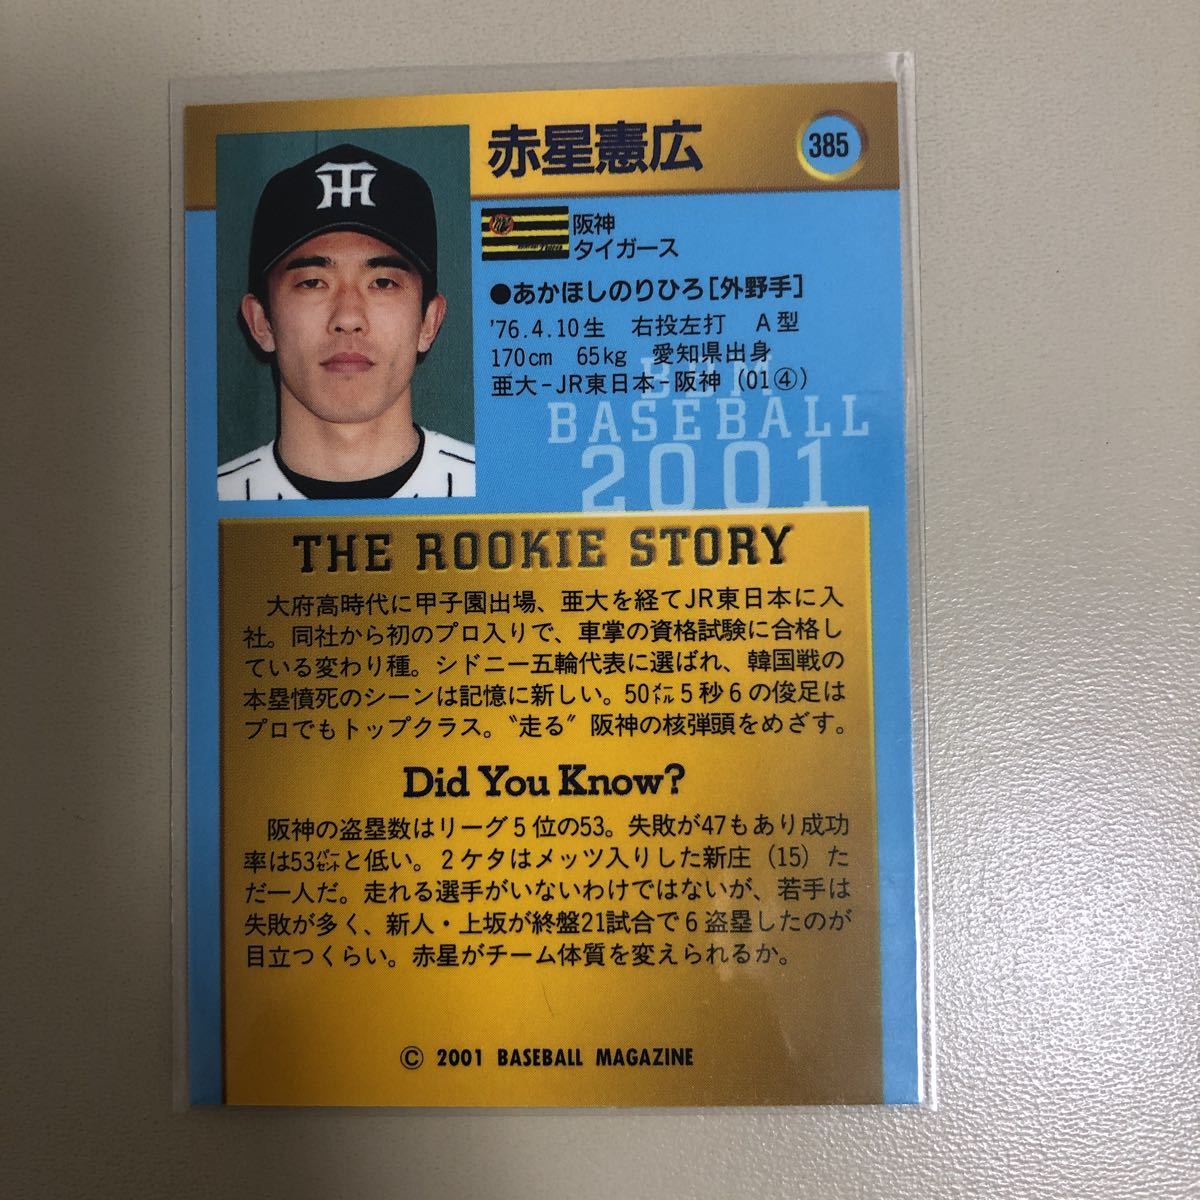 赤星憲広
385
阪神
タイガース
●あかほしのりひろ[外野手]
'76.4.10生 右投左打 A型
170cm 65kg 愛知県出身
亜大-JR東日本-阪神(01④)
BBM
BASEBALL
2001
THE ROOKIE STORY
大府高時代に甲子園出場、亜大を経てJR東日本に入
社。同社から初のプロ入りで、車掌の資格試験に合格し
ている変わり種。シドニー五輪代表に選ばれ、韓国戦の
本塁憤死のシーンは記憶に新しい。50㍍5秒6の俊足は
プロでもトップクラス。〝走る〟阪神の核弾頭をめざす。
Did You Know?
阪神の盗塁数はリーグ5位の53。失敗が47もあり成功
率は53㌫と低い。2ケタはメッツ入りした新庄(15)た
だ一人だ。走れる選手がいないわけではないが、若手は
失敗が多く、新人・上坂が終盤21試合で6盗塁したのが
目立つくらい。赤星がチーム体質を変えられるか。
© 2001 BASEBALL MAGAZINE